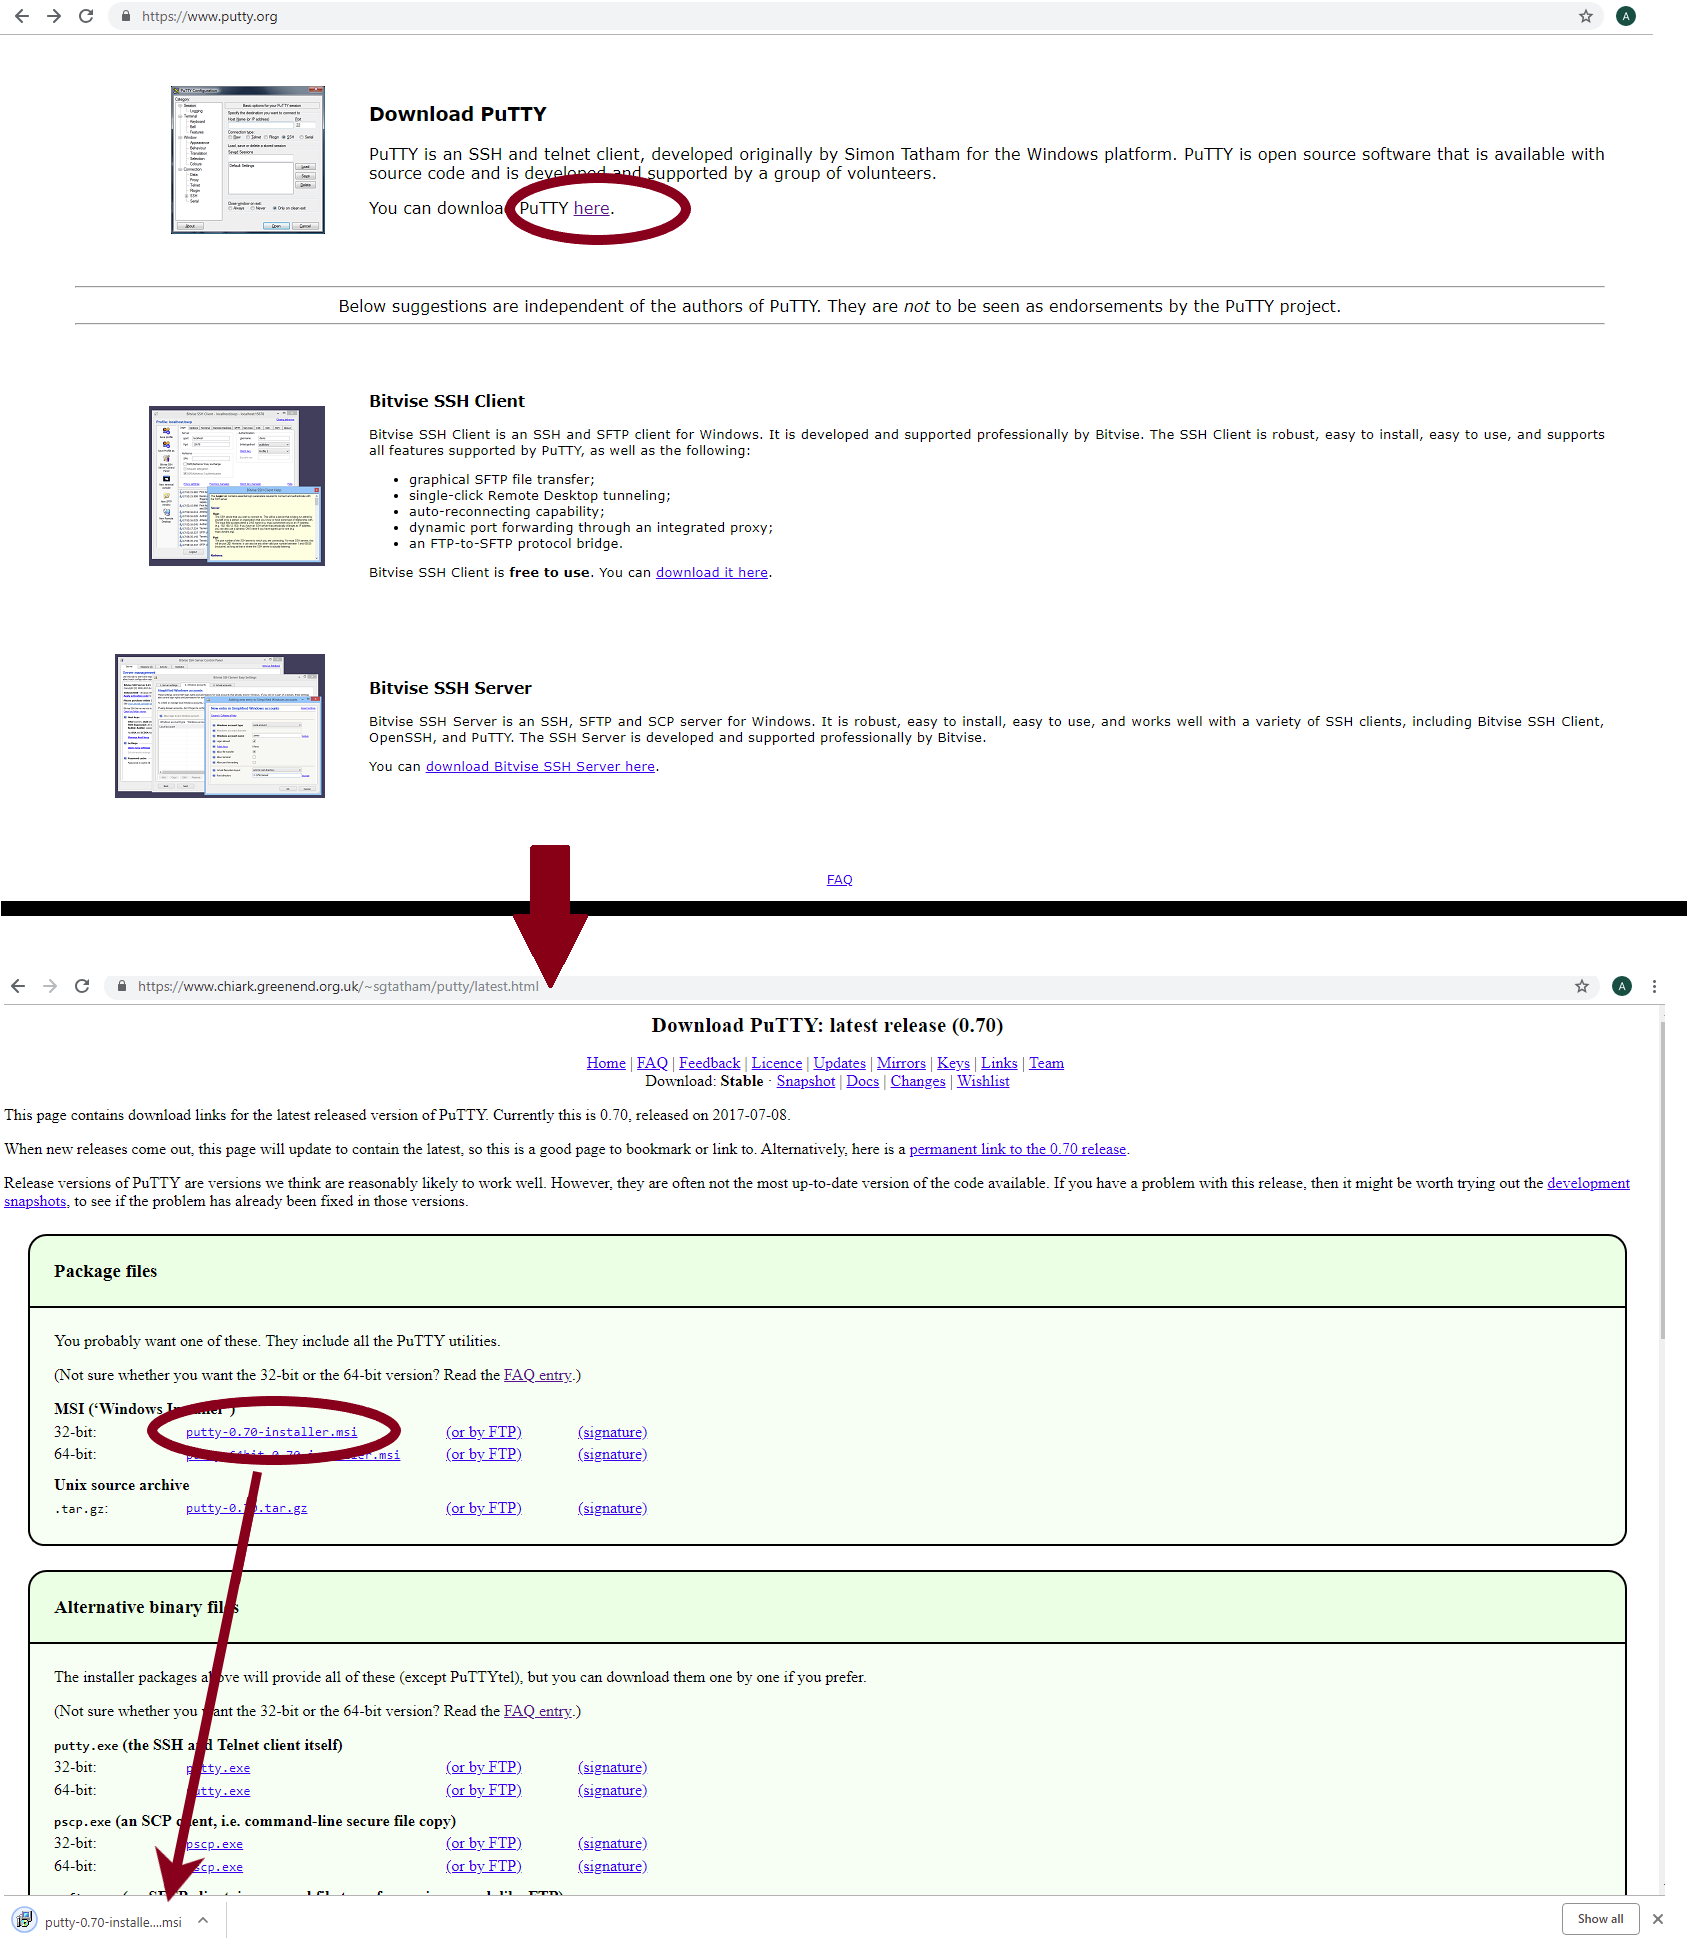 https://www.putty.org
A
Download PuTTY
PuTTY is an SSH and telnet client, developed originally by Simon Tatham for the Windows platform. PuTTY is open source software that is available with
source code and is developed and supported by a group of volunteers.
You can download PuTTY here.
Below suggestions are independent of the authors of PuTTY. They are not to be seen as endorsements by the PuTTY project.
Bitvise SSH Client
Bitvise SSH Client is an SSH and SFTP client for Windows. It is developed and supported professionally by Bitvise. The SSH Client is robust, easy to install, easy to use, and supports
all features supported by PuTTY, as well as the following:
• graphical SFTP file transfer;
• single-click Remote Desktop tunneling;
• auto-reconnecting capability;
• dynamic port forwarding through an integrated proxy;
• an FTP-to-SFTP protocol bridge.
Bitvise SSH Client is free to use. You can download it here.
Bitvise SSH Server
Bitvise SSH Server is an SSH, SFTP and SCP server for Windows. It is robust, easy to install, easy to use, and works well with a variety of SSH clients, including Bitvise SSH Client,
OpenSSH, and PuTTY. The SSH Server is developed and supported professionally by Bitvise.
You can download Bitvise SSH Server here.
FAQ
https://www.chiark.greenend.org.uk/~sgtatham/putty/latest.html
A
Download PuTTY: latest release (0.70)
Home | FAQ | Feedback | Licence | Updates | Mirrors | Keys | Links | Team
Download: Stable · Snapshot | Docs | Changes | Wishlist
This page contains download links for the latest released version of PuTTY. Currently this is 0.70, released on 2017-07-08.
When new releases come out, this page will update to contain the latest, so this is a good page to bookmark or link to. Alternatively, here is a permanent link to the 0.70 release.
Release versions of PuTTY are versions we think are reasonably likely to work well. However, they are often not the most up-to-date version of the code available. If you have a problem with this release, then it might be worth trying out the development
snapshots, to see if the problem has already been fixed in those versions.
Package files
You probably want one of these. They include all the PuTTY utilities.
(Not sure whether you want the 32-bit or the 64-bit version? Read the FAQ entry.)
MSI (‘Windows Installer’)
32-bit: putty-0.70-installer.msi (or by FTP) (signature)
64-bit: putty-64bit-0.70-installer.msi (or by FTP) (signature)
Unix source archive
.tar.gz: putty-0.70.tar.gz (or by FTP) (signature)
Alternative binary files
The installer packages above will provide all of these (except PuTTYtel), but you can download them one by one if you prefer.
(Not sure whether you want the 32-bit or the 64-bit version? Read the FAQ entry.)
putty.exe (the SSH and Telnet client itself)
32-bit: putty.exe (or by FTP) (signature)
64-bit: putty.exe (or by FTP) (signature)
pscp.exe (an SCP client, i.e. command-line secure file copy)
32-bit: pscp.exe (or by FTP) (signature)
64-bit: pscp.exe (or by FTP) (signature)
putty-0.70-installe....msi
Show all